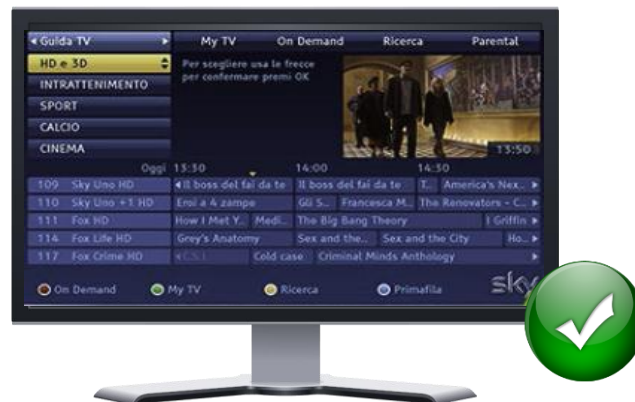 Guida TV My TV On Demand Ricerca Parental
HD e 3D
Per scegliere usa le frecce
per confermare premi OK
INTRATTENIMENTO
SPORT
CALCIO
CINEMA
13:50
Oggi 13:30 14:00 14:30
109 Sky Uno HD Il boss del fai da te Il boss del fai da te T... America's Nex..
110 Sky Uno +1 HD Eroi a 4 zampe Gli S... Francesca M.. The Renovators - C..
111 Fox HD How I Met Y.. Medi.. The Big Bang Theory I Griffin
114 Fox Life HD Grey's Anatomy Sex and the.. Sex and the City Ho..
117 Fox Crime HD C.S.I. Cold case Criminal Minds Anthology
On Demand My TV Ricerca Primafila
sky